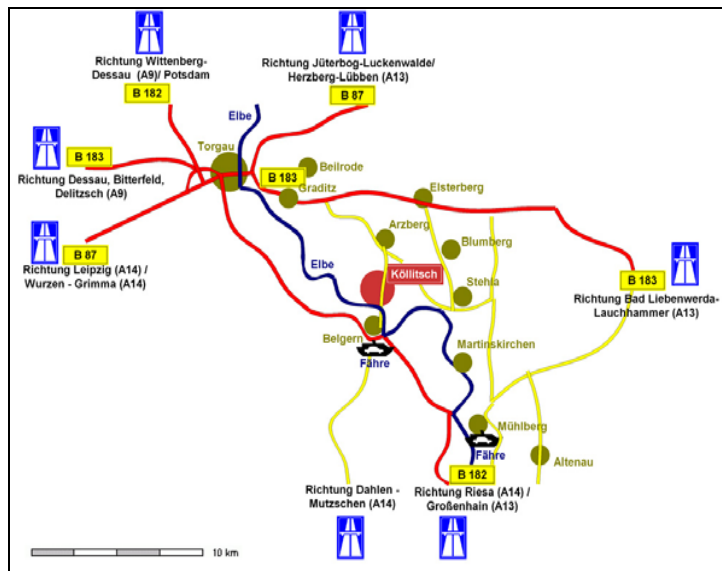 Richtung Wittenberg-
Dessau (A9)/ Potsdam
B 182
Richtung Jüterbog-Luckenwalde/
Herzberg-Lübben (A13)
B 87
Elbe
Torgau
B 183
Richtung Dessau, Bitterfeld,
Delitzsch (A9)
B 183
Beilrode
Graditz
Elsterberg
Arzberg
Blumberg
B 87
Richtung Leipzig (A14) /
Wurzen - Grimma (A14)
Elbe
Köllitsch
Stehla
B 183
Richtung Bad Liebenwerda-
Lauchhammer (A13)
Belgern
Fähre
Martinskirchen
Mühlberg
Fähre
Altenau
B 182
Richtung Dahlen -
Mutzschen (A14)
Richtung Riesa (A14) /
Großenhain (A13)
10 km